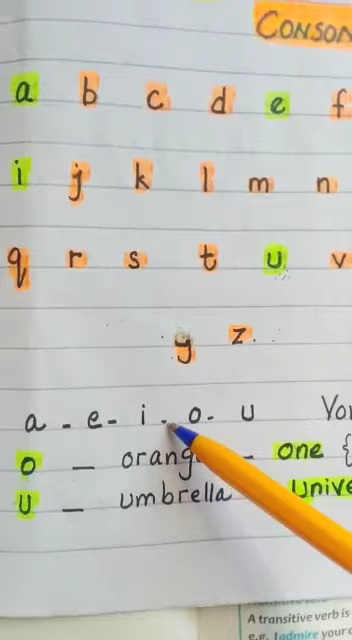 CONSON
a b c d e f
i j k l m n
q r s t u v
y z.
a - e - i - o - u Vo
o — orang — one {
u — umbrella unive
A transitive verb is
e.g. I admire your